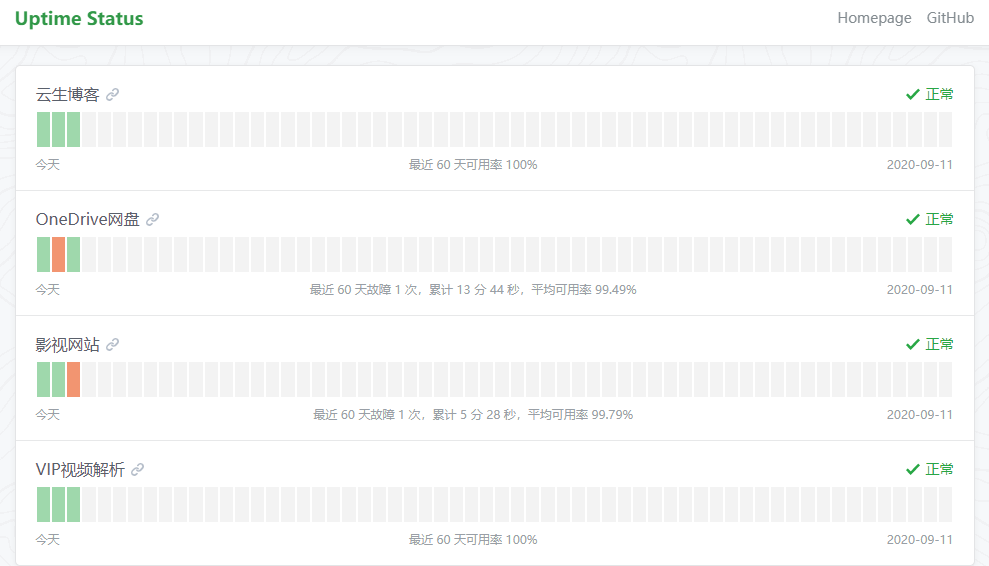 Uptime Status Homepage GitHub
云生博客 正常
今天 最近 60 天可用率 100% 2020-09-11
OneDrive网盘 正常
今天 最近 60 天故障 1 次，累计 13 分 44 秒，平均可用率 99.49% 2020-09-11
影视网站 正常
今天 最近 60 天故障 1 次，累计 5 分 28 秒，平均可用率 99.79% 2020-09-11
VIP视频解析 正常
今天 最近 60 天可用率 100% 2020-09-11